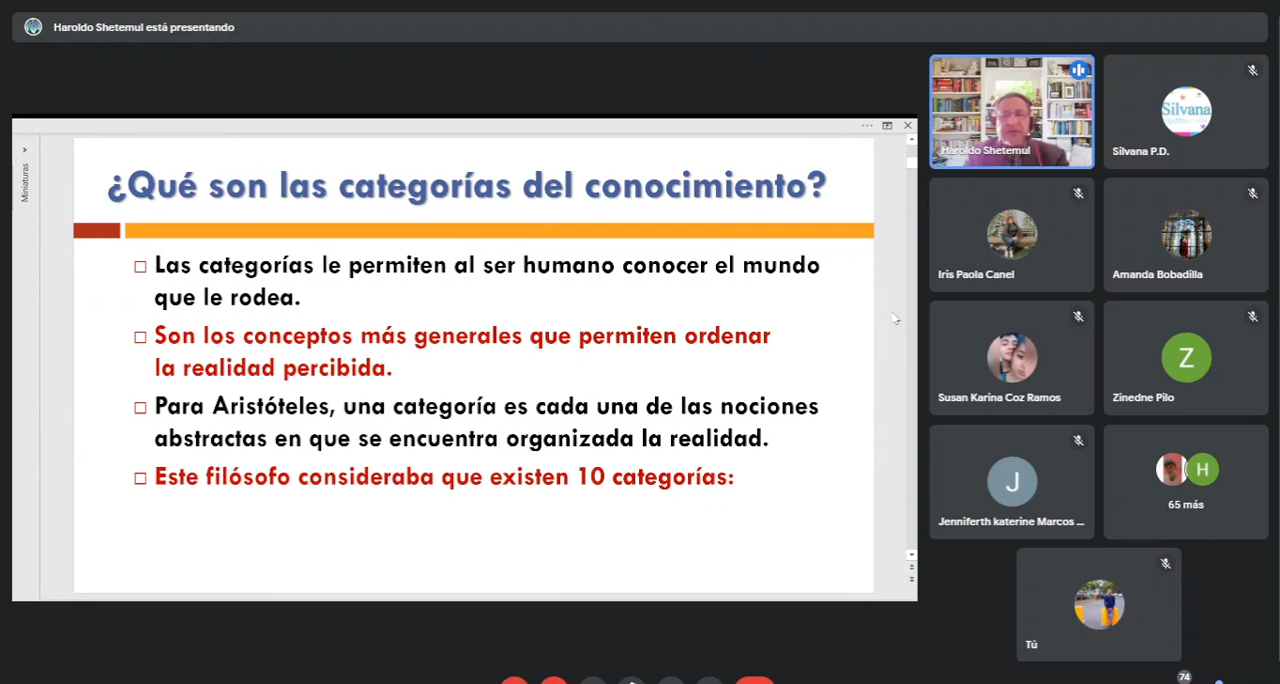 Haroldo Shetemul está presentando
Miniaturas
¿Qué son las categorías del conocimiento?
Las categorías le permiten al ser humano conocer el mundo
que le rodea.
Son los conceptos más generales que permiten ordenar
la realidad percibida.
Para Aristóteles, una categoría es cada una de las nociones
abstractas en que se encuentra organizada la realidad.
Este filósofo consideraba que existen 10 categorías:
Haroldo Shetemul
Silvana
Silvana P.D.
Iris Paola Canel
Amanda Bobadilla
Susan Karina Coz Ramos
Z
Zinedne Pilo
J
Jenniferth katerine Marcos ...
H
65 más
Tú
74